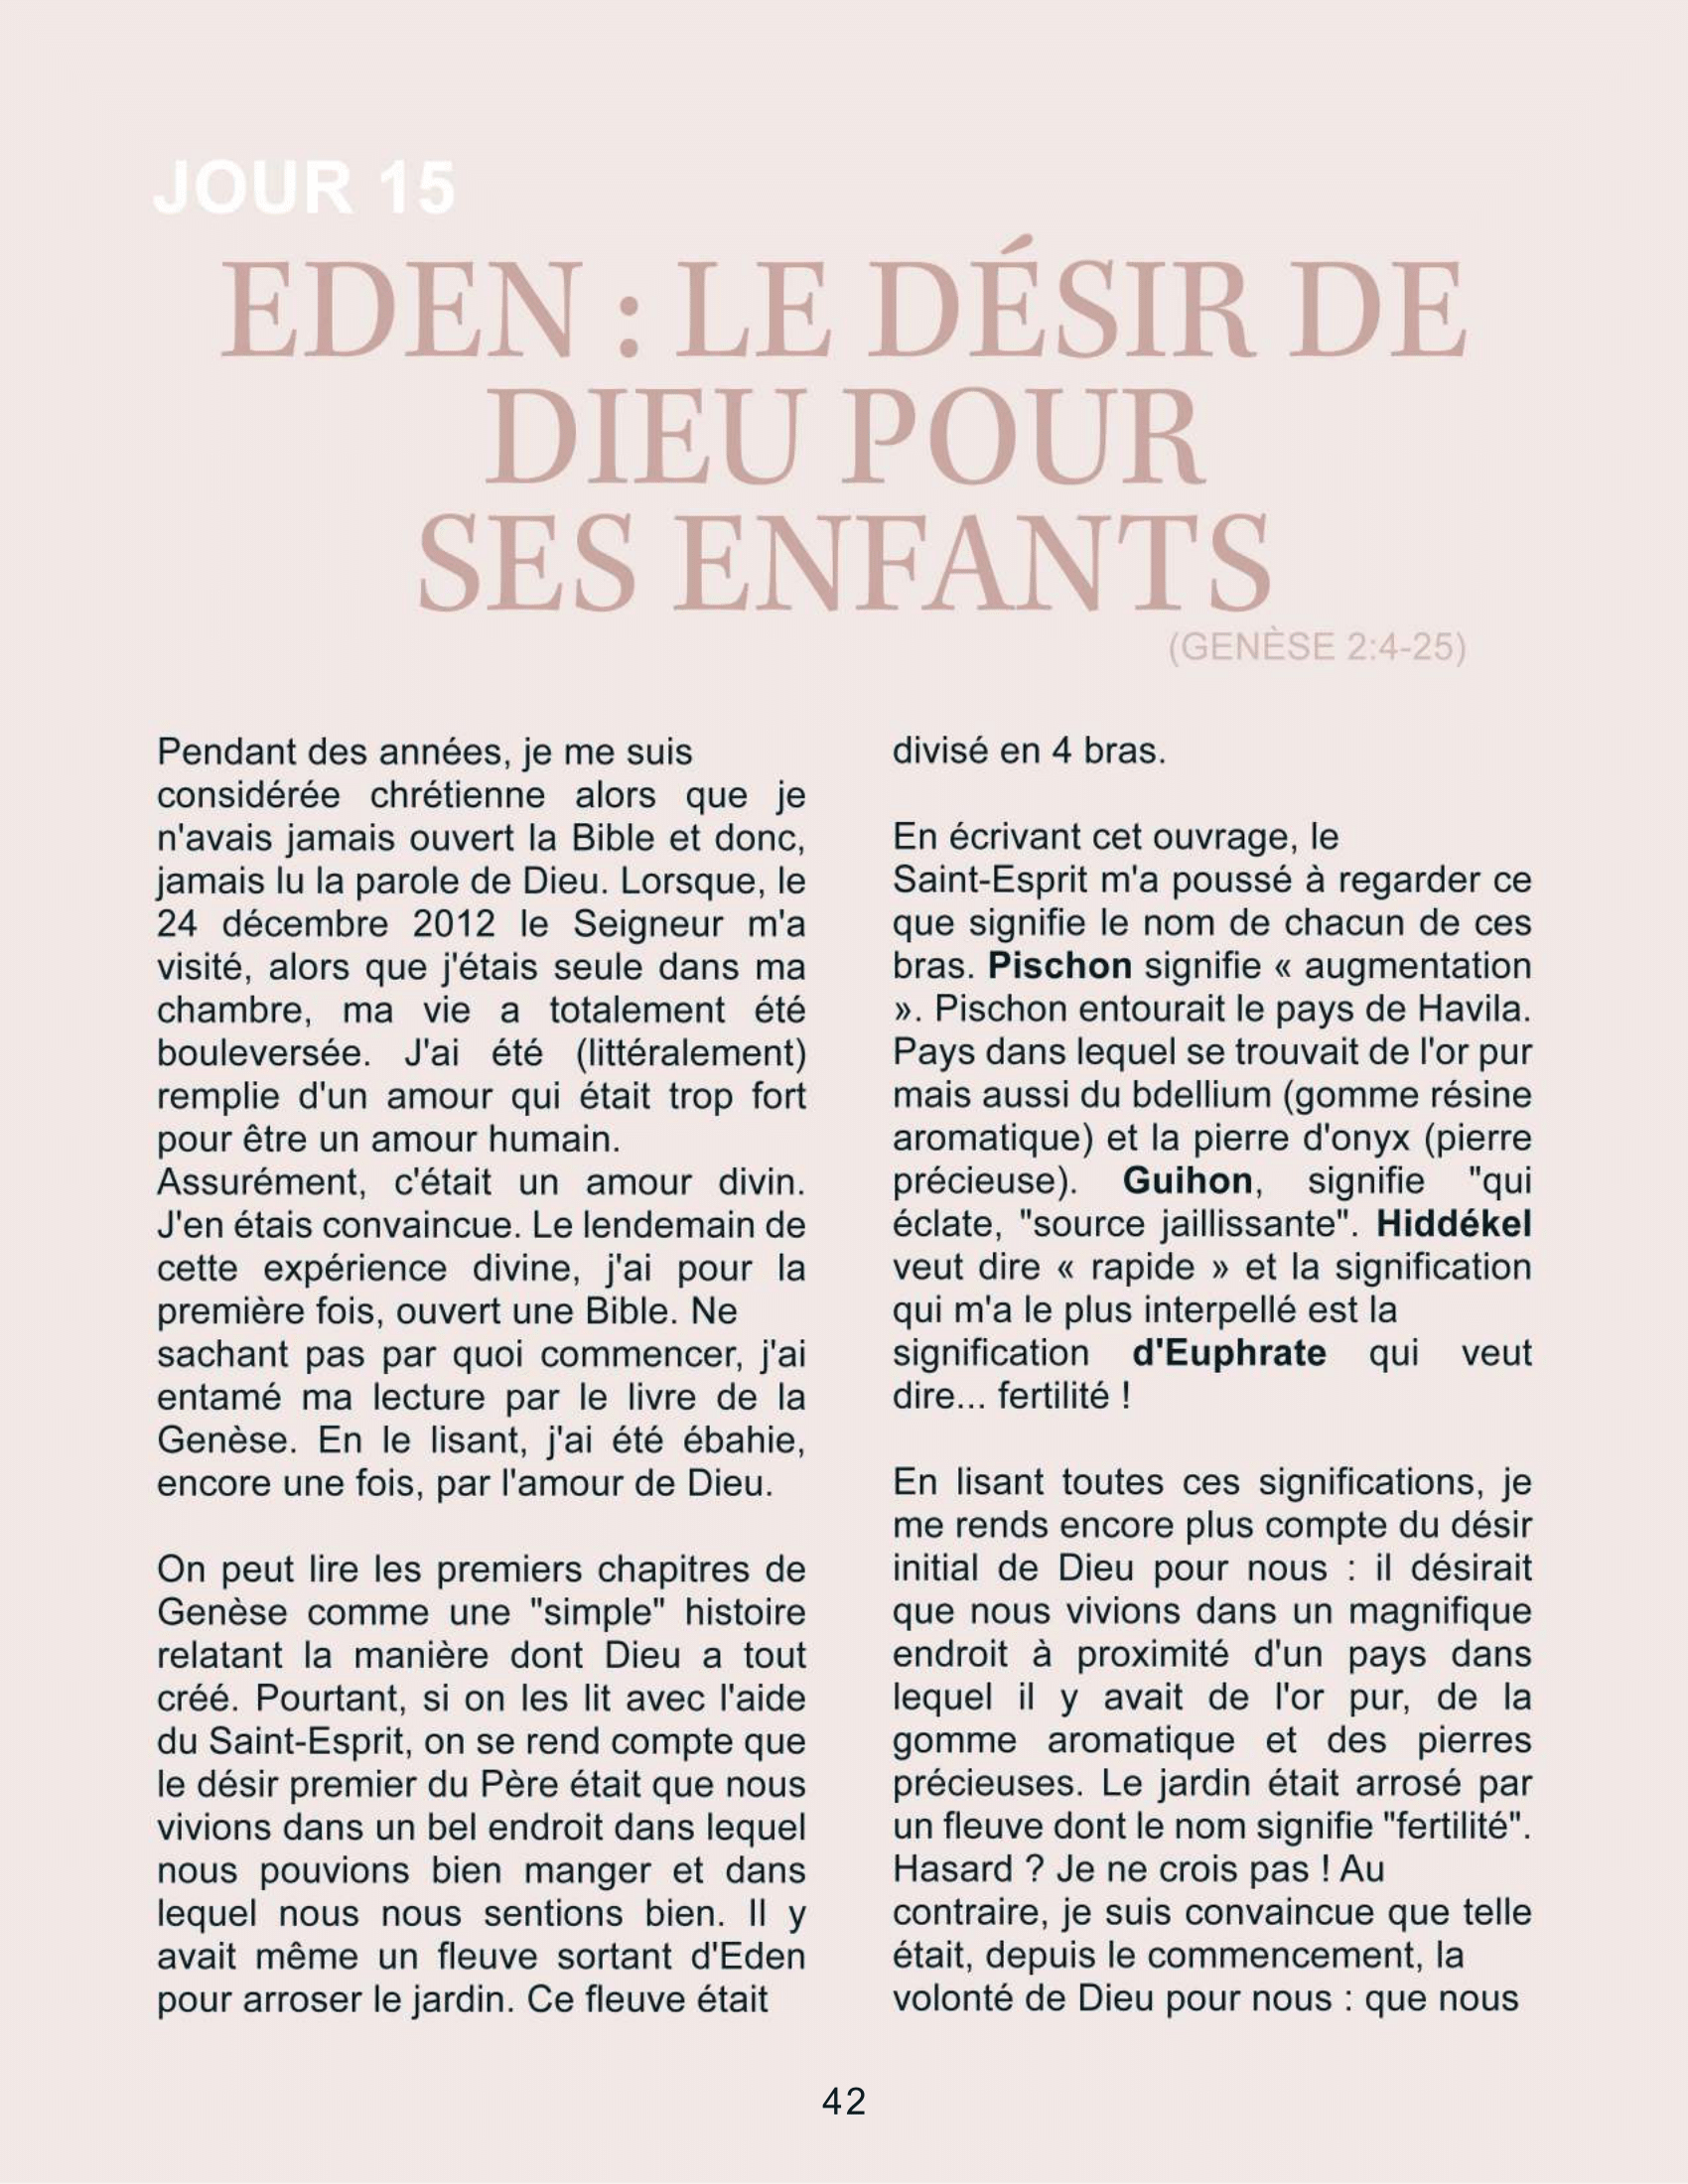 JOUR 15
EDEN : LE DÉSIR DE
DIEU POUR
SES ENFANTS
(GENÈSE 2:4-25)
Pendant des années, je me suis
considérée chrétienne alors que je
n'avais jamais ouvert la Bible et donc,
jamais lu la parole de Dieu. Lorsque, le
24 décembre 2012 le Seigneur m'a
visité, alors que j'étais seule dans ma
chambre, ma vie a totalement été
bouleversée. J'ai été (littéralement)
remplie d'un amour qui était trop fort
pour être un amour humain.
Assurément, c'était un amour divin.
J'en étais convaincue. Le lendemain de
cette expérience divine, j'ai pour la
première fois, ouvert une Bible. Ne
sachant pas par quoi commencer, j'ai
entamé ma lecture par le livre de la
Genèse. En le lisant, j'ai été ébahie,
encore une fois, par l'amour de Dieu.
On peut lire les premiers chapitres de
Genèse comme une "simple" histoire
relatant la manière dont Dieu a tout
créé. Pourtant, si on les lit avec l'aide
du Saint-Esprit, on se rend compte que
le désir premier du Père était que nous
vivions dans un bel endroit dans lequel
nous pouvions bien manger et dans
lequel nous nous sentions bien. Il y
avait même un fleuve sortant d'Eden
pour arroser le jardin. Ce fleuve était
divisé en 4 bras.
En écrivant cet ouvrage, le
Saint-Esprit m'a poussé à regarder ce
que signifie le nom de chacun de ces
bras. Pischon signifie « augmentation
». Pischon entourait le pays de Havila.
Pays dans lequel se trouvait de l'or pur
mais aussi du bdellium (gomme résine
aromatique) et la pierre d'onyx (pierre
précieuse). Guihon, signifie "qui
éclate, "source jaillissante". Hiddékel
veut dire « rapide » et la signification
qui m'a le plus interpellé est la
signification d'Euphrate qui veut
dire... fertilité !
En lisant toutes ces significations, je
me rends encore plus compte du désir
initial de Dieu pour nous : il désirait
que nous vivions dans un magnifique
endroit à proximité d'un pays dans
lequel il y avait de l'or pur, de la
gomme aromatique et des pierres
précieuses. Le jardin était arrosé par
un fleuve dont le nom signifie "fertilité".
Hasard ? Je ne crois pas ! Au
contraire, je suis convaincue que telle
était, depuis le commencement, la
volonté de Dieu pour nous : que nous
42